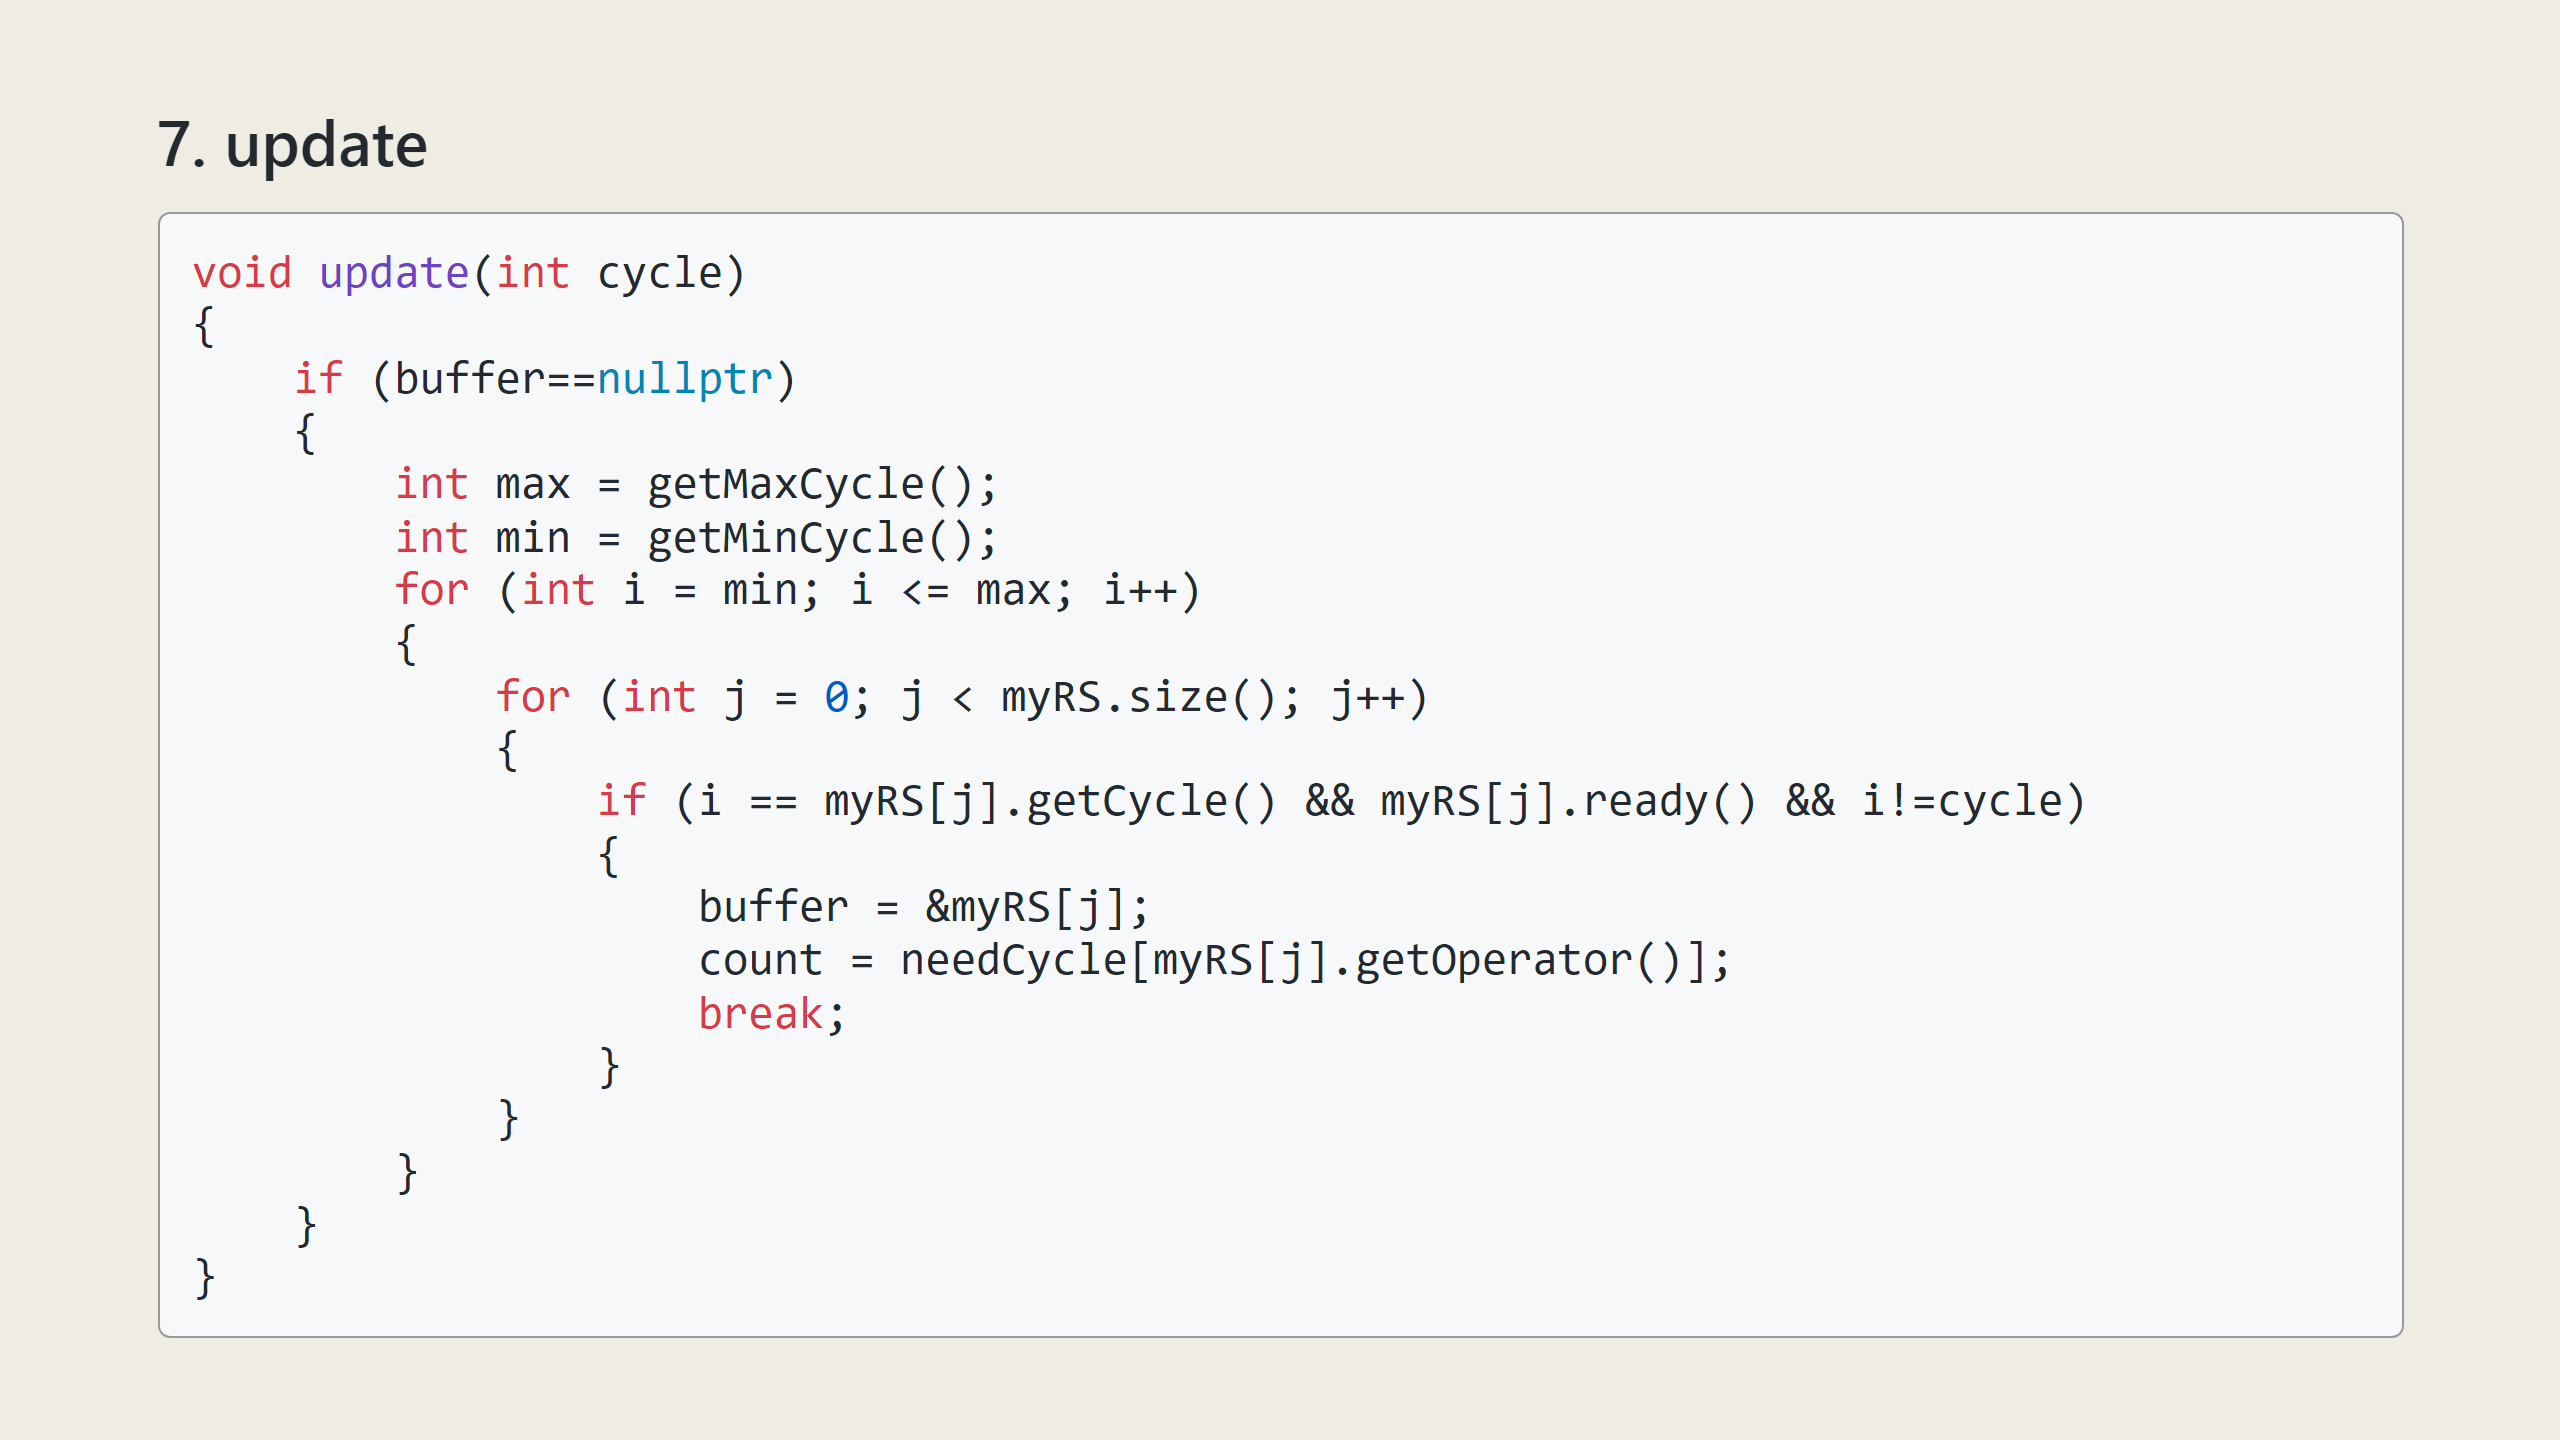 7. update
void update(int cycle)
{
    if (buffer==nullptr)
    {
        int max = getMaxCycle();
        int min = getMinCycle();
        for (int i = min; i <= max; i++)
        {
            for (int j = 0; j < myRS.size(); j++)
            {
                if (i == myRS[j].getCycle() && myRS[j].ready() && i!=cycle)
                {
                    buffer = &myRS[j];
                    count = needCycle[myRS[j].getOperator()];
                    break;
                }
            }
        }
    }
}